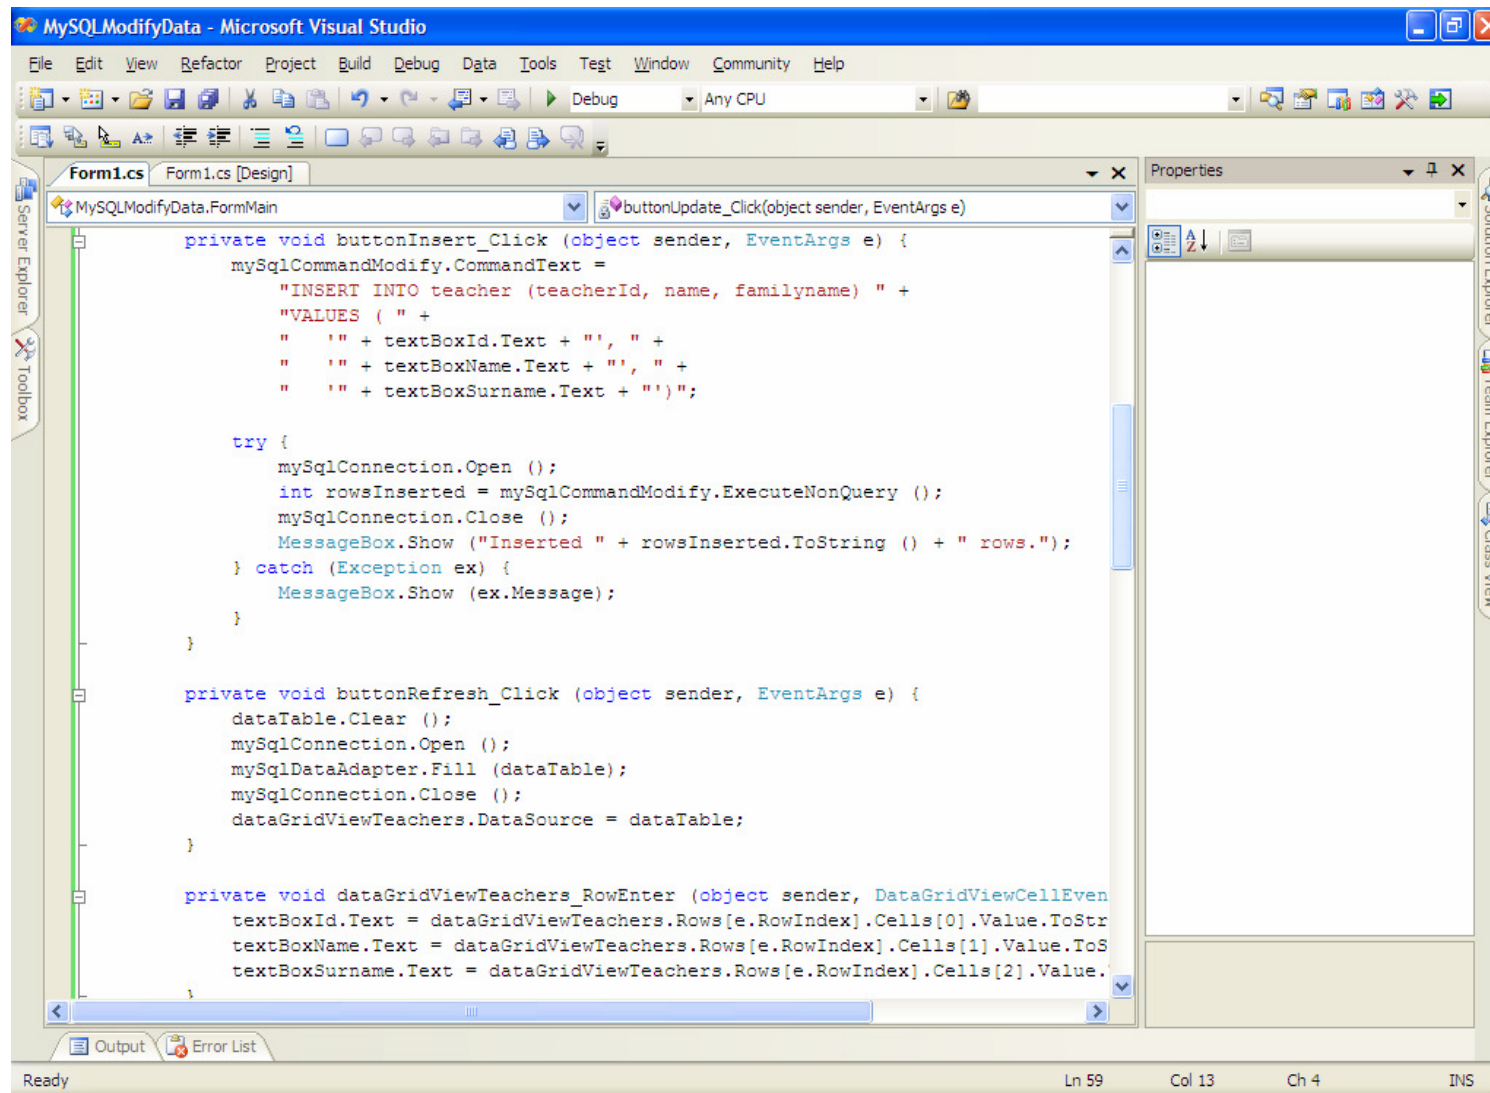 MySQLModifyData - Microsoft Visual Studio
File Edit View Refactor Project Build Debug Data Tools Test Window Community Help
Debug Any CPU
Form1.cs Form1.cs [Design]
Properties
MySQLModifyData.FormMain buttonUpdate_Click(object sender, EventArgs e)
Server Explorer
Toolbox
private void buttonInsert_Click (object sender, EventArgs e) {
mySqlCommandModify.CommandText =
"INSERT INTO teacher (teacherId, name, familyname) " +
"VALUES ( " +
"   '" + textBoxId.Text + "', " +
"   '" + textBoxName.Text + "', " +
"   '" + textBoxSurname.Text + "')";
try {
mySqlConnection.Open ();
int rowsInserted = mySqlCommandModify.ExecuteNonQuery ();
mySqlConnection.Close ();
MessageBox.Show ("Inserted " + rowsInserted.ToString () + " rows.");
} catch (Exception ex) {
MessageBox.Show (ex.Message);
}
}
private void buttonRefresh_Click (object sender, EventArgs e) {
dataTable.Clear ();
mySqlConnection.Open ();
mySqlDataAdapter.Fill (dataTable);
mySqlConnection.Close ();
dataGridViewTeachers.DataSource = dataTable;
}
private void dataGridViewTeachers_RowEnter (object sender, DataGridViewCellEven
textBoxId.Text = dataGridViewTeachers.Rows[e.RowIndex].Cells[0].Value.ToStr
textBoxName.Text = dataGridViewTeachers.Rows[e.RowIndex].Cells[1].Value.ToS
textBoxSurname.Text = dataGridViewTeachers.Rows[e.RowIndex].Cells[2].Value.
}
Solution Explorer
Team Explorer
Class View
Output Error List
Ready Ln 59 Col 13 Ch 4 INS